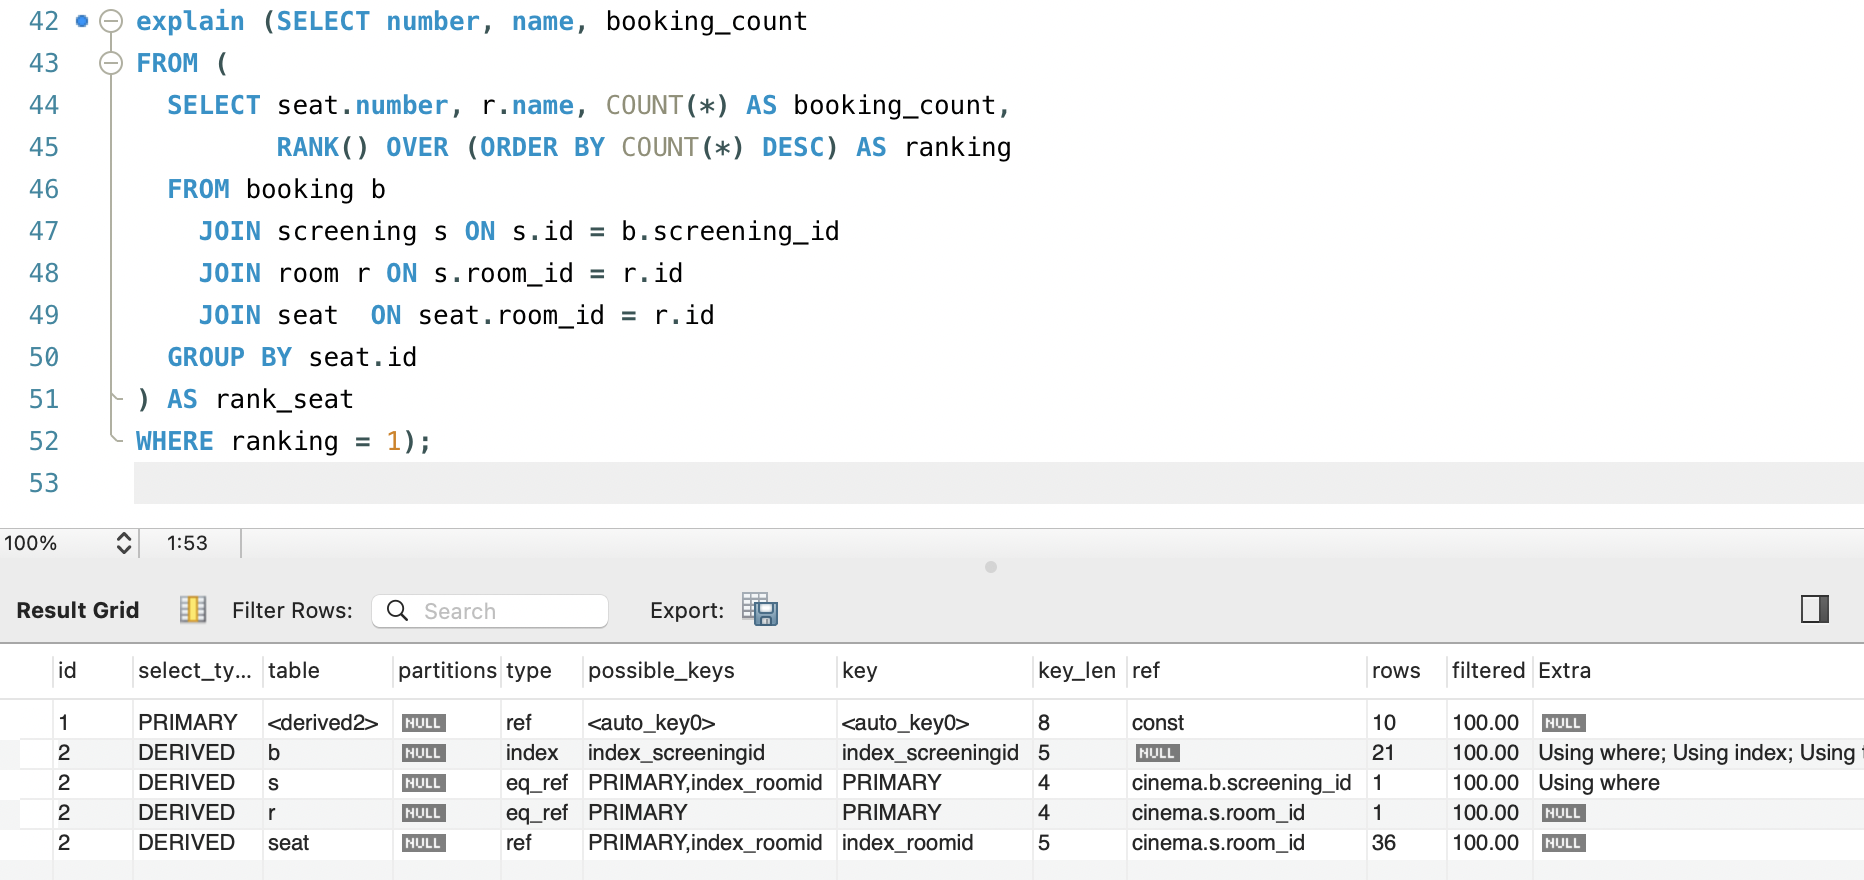 42 explain (SELECT number, name, booking_count
43 FROM (
44 SELECT seat.number, r.name, COUNT(*) AS booking_count,
45 RANK() OVER (ORDER BY COUNT(*) DESC) AS ranking
46 FROM booking b
47 JOIN screening s ON s.id = b.screening_id
48 JOIN room r ON s.room_id = r.id
49 JOIN seat  ON seat.room_id = r.id
50 GROUP BY seat.id
51 ) AS rank_seat
52 WHERE ranking = 1);
53
100% 1:53
Result Grid Filter Rows: Search Export:
id select_ty... table partitions type possible_keys key key_len ref rows filtered Extra
1 PRIMARY <derived2> NULL ref <auto_key0> <auto_key0> 8 const 10 100.00 NULL
2 DERIVED b NULL index index_screeningid index_screeningid 5 NULL 21 100.00 Using where; Using index; Using
2 DERIVED s NULL eq_ref PRIMARY,index_roomid PRIMARY 4 cinema.b.screening_id 1 100.00 Using where
2 DERIVED r NULL eq_ref PRIMARY PRIMARY 4 cinema.s.room_id 1 100.00 NULL
2 DERIVED seat NULL ref PRIMARY,index_roomid index_roomid 5 cinema.s.room_id 36 100.00 NULL